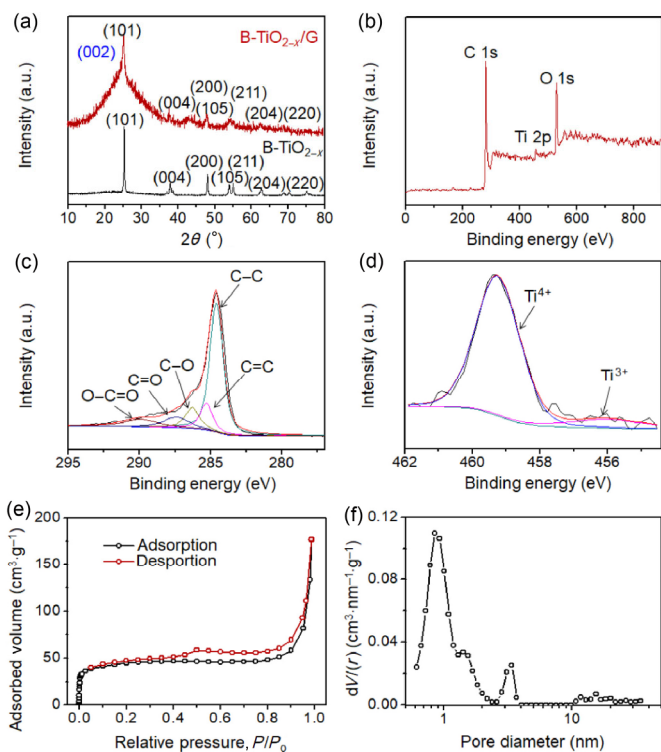 (a)
(101)
B-TiO2−x/G
(002)
(004)
(200)
(105)
(211)
(204)
(220)
B-TiO2−x
(101)
(004)
(200)
(105)
(211)
(204)
(220)
Intensity (a.u.)
10 20 30 40 50 60 70 80
2θ (°)
(b)
C 1s
O 1s
Ti 2p
Intensity (a.u.)
0 200 400 600 800
Binding energy (eV)
(c)
C–C
C–O
C=O
O–C=O
C=C
Intensity (a.u.)
295 290 285 280
Binding energy (eV)
(d)
Ti4+
Ti3+
Intensity (a.u.)
462 460 458 456
Binding energy (eV)
(e)
Adsorption
Desportion
Adsorbed volume (cm3·g−1)
200
150
100
50
0
0.0 0.2 0.4 0.6 0.8 1.0
Relative pressure, P/P0
(f)
dV/(r) (cm3·nm−1·g−1)
0.12
0.08
0.04
0.00
1 10
Pore diameter (nm)